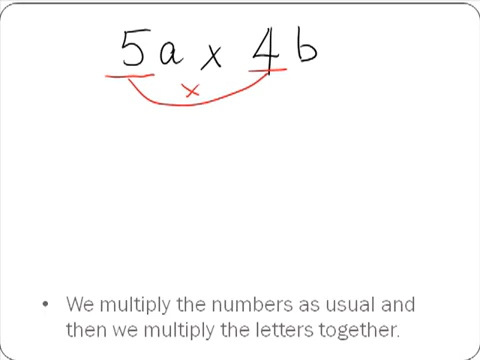 5a x 4b
x
• We multiply the numbers as usual and
then we multiply the letters together.